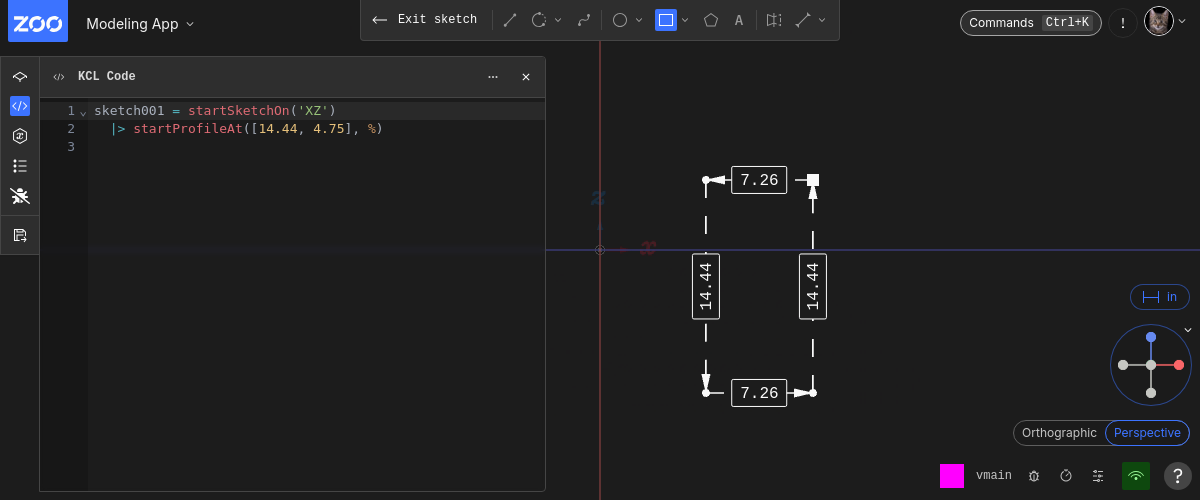 ZOO
Modeling App
Exit sketch
A
Commands Ctrl+K
!
KCL Code
1 sketch001 = startSketchOn('XZ')
2 |> startProfileAt([14.44, 4.75], %)
3
z
x
7.26
14.44
14.44
7.26
in
Orthographic
Perspective
vmain
?